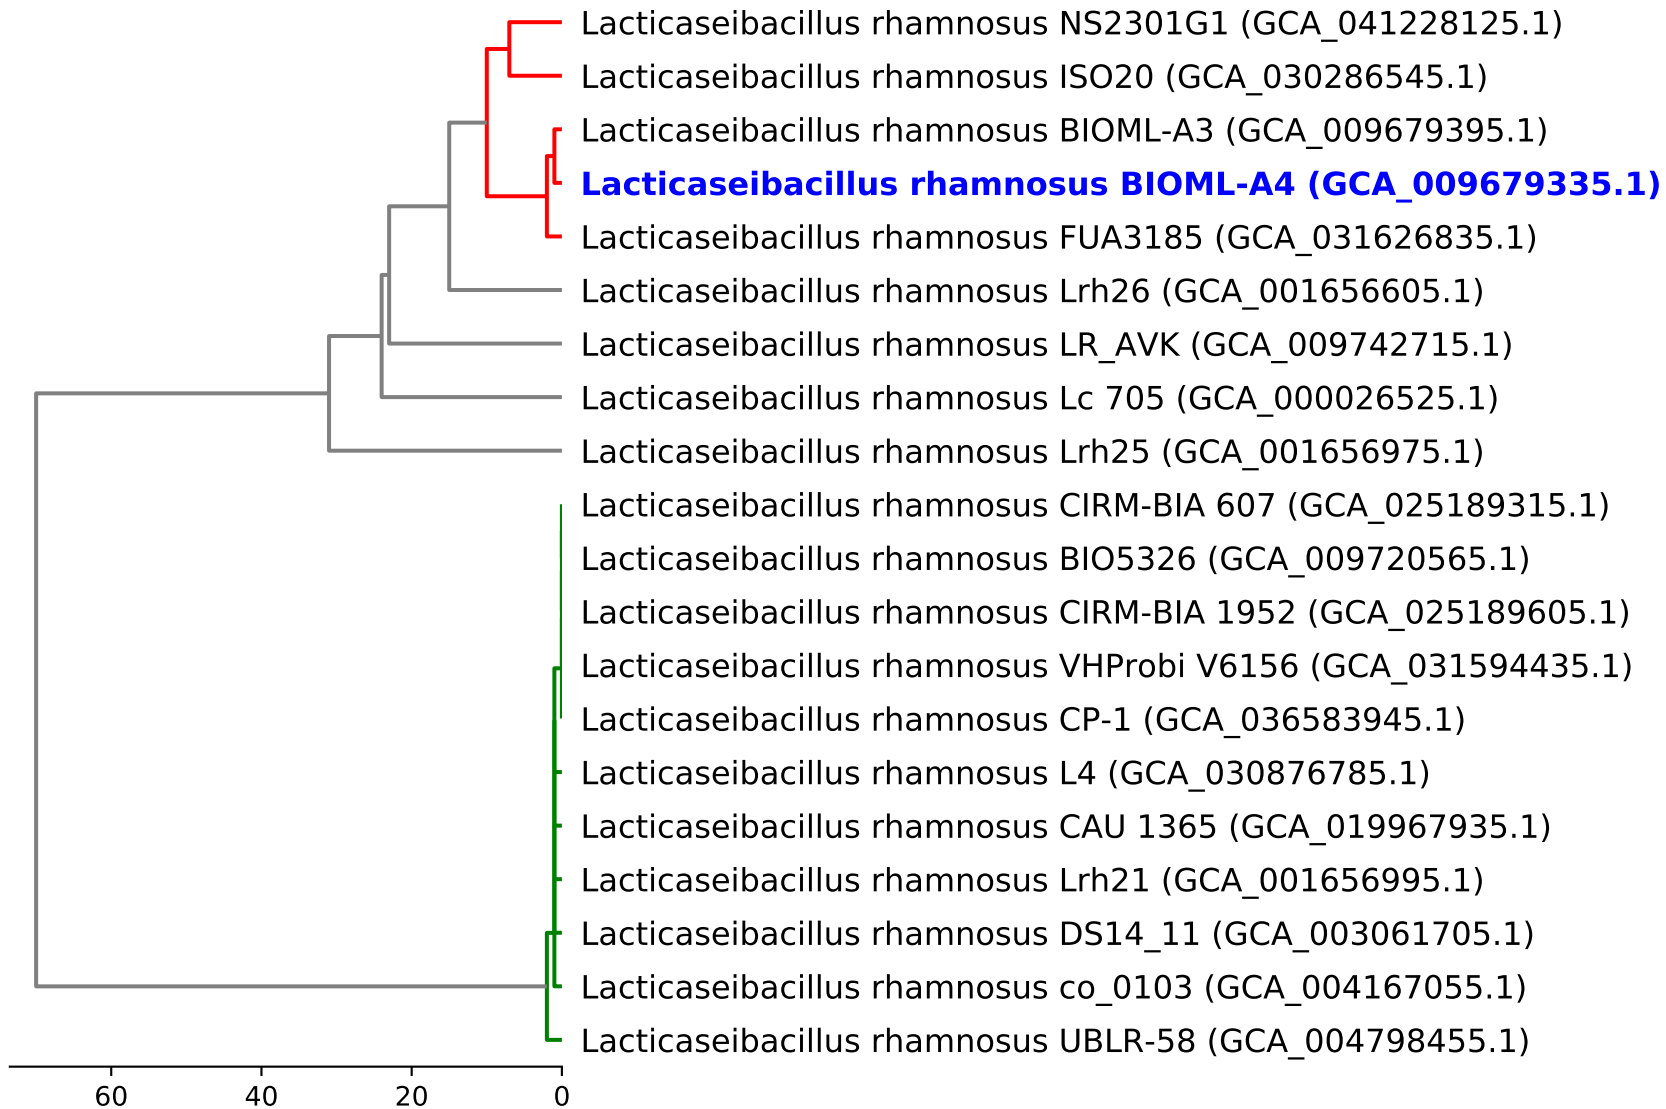 Lacticaseibacillus rhamnosus NS2301G1 (GCA_041228125.1)
Lacticaseibacillus rhamnosus ISO20 (GCA_030286545.1)
Lacticaseibacillus rhamnosus BIOML-A3 (GCA_009679395.1)
Lacticaseibacillus rhamnosus BIOML-A4 (GCA_009679335.1)
Lacticaseibacillus rhamnosus FUA3185 (GCA_031626835.1)
Lacticaseibacillus rhamnosus Lrh26 (GCA_001656605.1)
Lacticaseibacillus rhamnosus LR_AVK (GCA_009742715.1)
Lacticaseibacillus rhamnosus Lc 705 (GCA_000026525.1)
Lacticaseibacillus rhamnosus Lrh25 (GCA_001656975.1)
Lacticaseibacillus rhamnosus CIRM-BIA 607 (GCA_025189315.1)
Lacticaseibacillus rhamnosus BIO5326 (GCA_009720565.1)
Lacticaseibacillus rhamnosus CIRM-BIA 1952 (GCA_025189605.1)
Lacticaseibacillus rhamnosus VHProbi V6156 (GCA_031594435.1)
Lacticaseibacillus rhamnosus CP-1 (GCA_036583945.1)
Lacticaseibacillus rhamnosus L4 (GCA_030876785.1)
Lacticaseibacillus rhamnosus CAU 1365 (GCA_019967935.1)
Lacticaseibacillus rhamnosus Lrh21 (GCA_001656995.1)
Lacticaseibacillus rhamnosus DS14_11 (GCA_003061705.1)
Lacticaseibacillus rhamnosus co_0103 (GCA_004167055.1)
Lacticaseibacillus rhamnosus UBLR-58 (GCA_004798455.1)
60 40 20 0